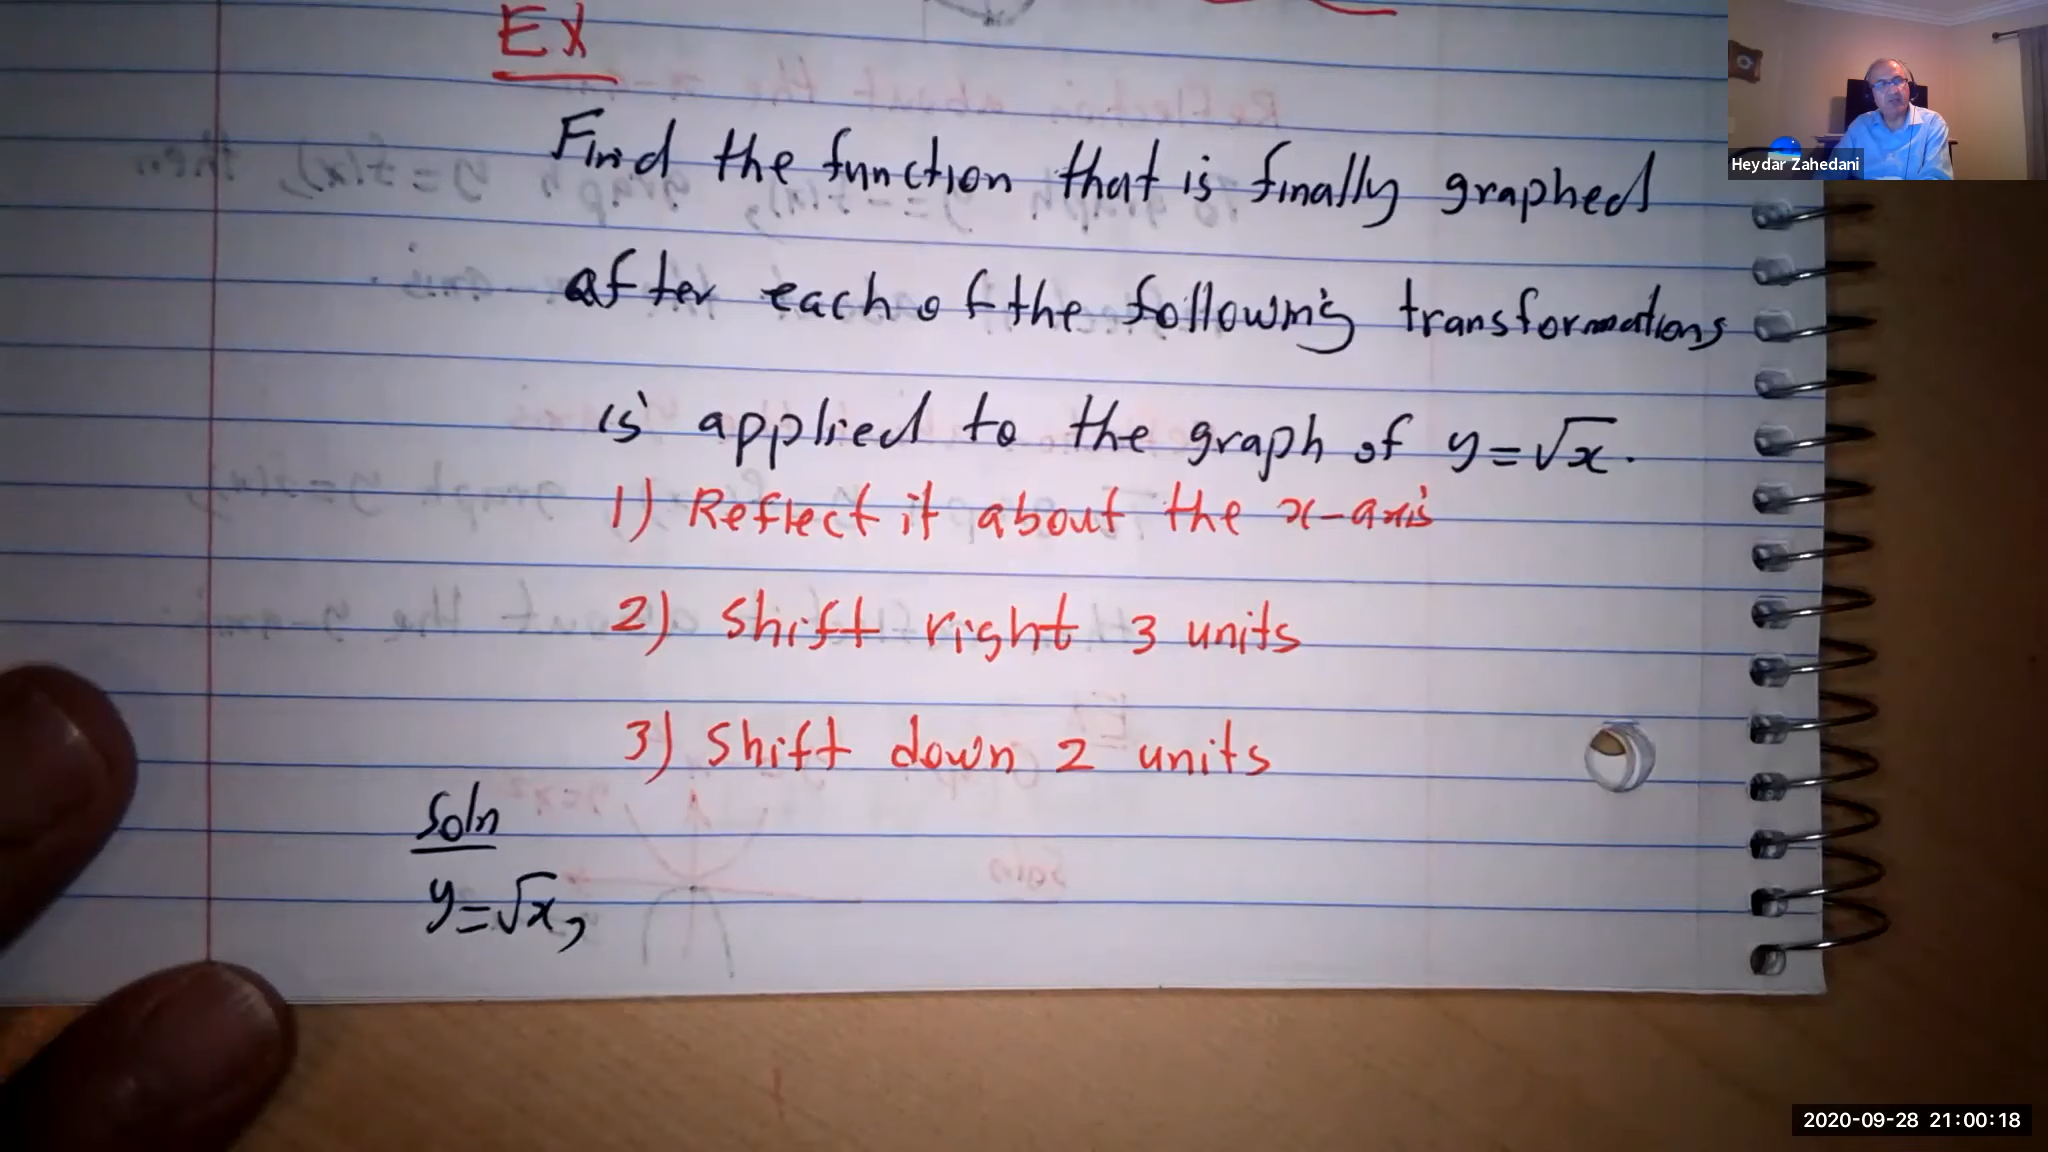 EX
Find the function that is finally graphed
after each of the following transformations
is applied to the graph of y=√x.
1) Reflect it about the x-axis
2) Shift right 3 units
3) Shift down 2 units
Soln
y=√x,
Heydar Zahedani
2020-09-28 21:00:18